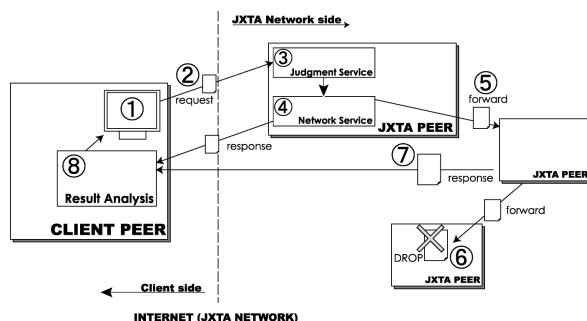 JXTA Network side
③
Judgment Service
④
Network Service
JXTA PEER
②
request
①
⑧
Result Analysis
CLIENT PEER
response
⑤
forward
JXTA PEER
⑦
response
forward
DROP
⑥
JXTA PEER
Client side
INTERNET (JXTA NETWORK)